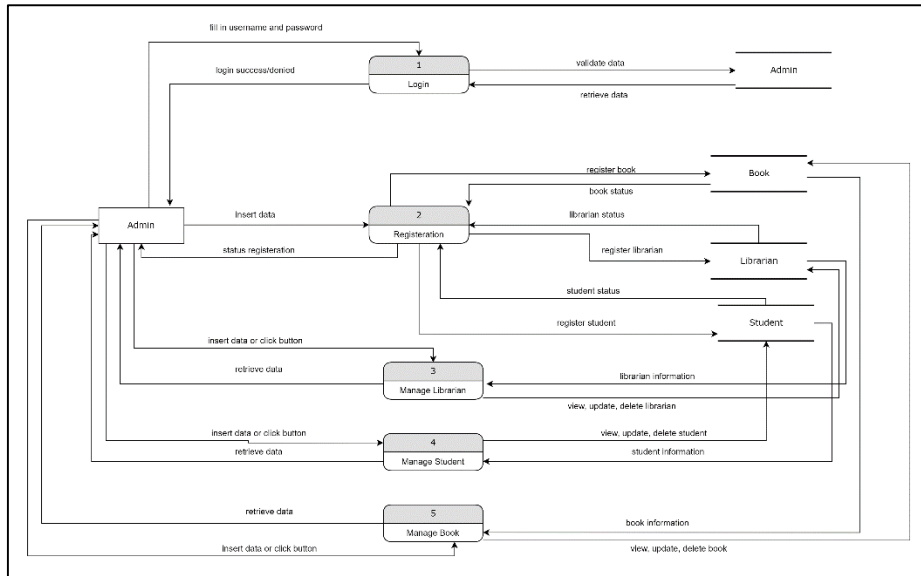 fill in username and password
1
Login
login success/denied
validate data
retrieve data
Admin
register book
book status
Book
Admin
insert data
2
Registeration
status registeration
librarian status
register librarian
Librarian
student status
register student
Student
insert data or click button
retrieve data
3
Manage Librarian
librarian information
view, update, delete librarian
insert data or click button
retrieve data
4
Manage Student
view, update, delete student
student information
retrieve data
5
Manage Book
book information
insert data or click button
view, update, delete book